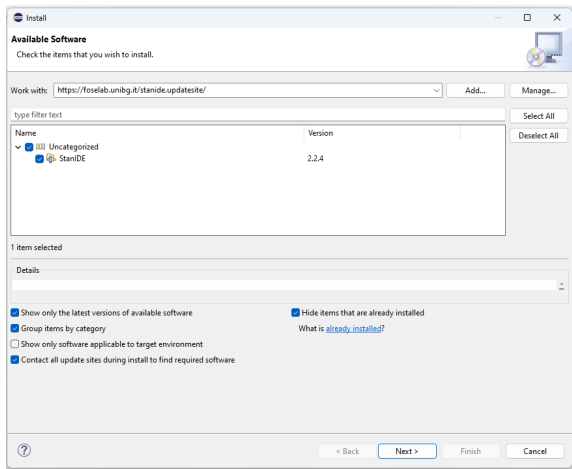 Install
Available Software
Check the items that you wish to install.
Work with: https://foselab.unibg.it/stanide.updatesite/ Add... Manage...
type filter text Select All
Name Version Deselect All
Uncategorized
StanIDE 2.2.4
1 item selected
Details
Show only the latest versions of available software Hide items that are already installed
Group items by category What is already installed?
Show only software applicable to target environment
Contact all update sites during install to find required software
? < Back Next > Finish Cancel